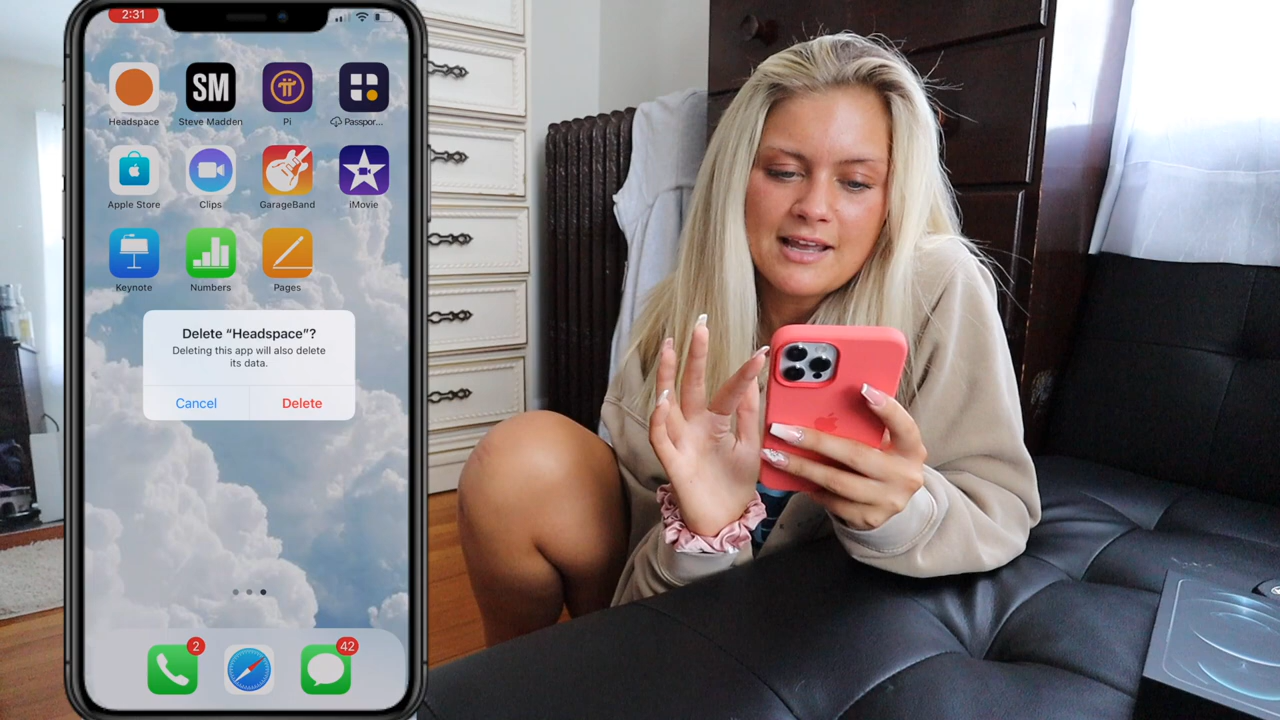 2:31
Headspace
SM
Steve Madden
Pi
Passpor...
Apple Store
Clips
GarageBand
iMovie
Keynote
Numbers
Pages
Delete “Headspace”?
Deleting this app will also delete
its data.
Cancel
Delete
2
42